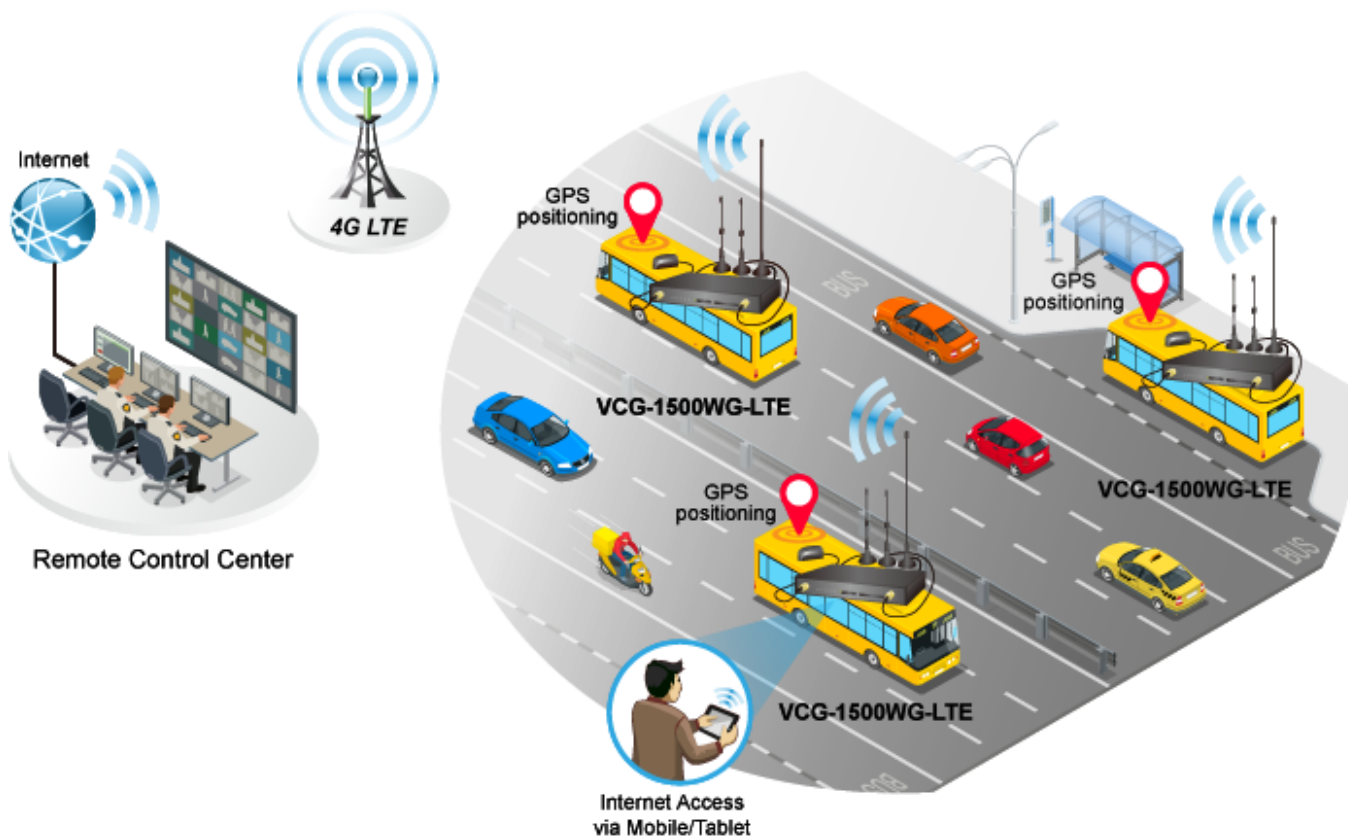 Internet
4G LTE
Remote Control Center
GPS
positioning
VCG-1500WG-LTE
BUS
GPS
positioning
VCG-1500WG-LTE
BUS
GPS
positioning
VCG-1500WG-LTE
BUS
Internet Access
via Mobile/Tablet